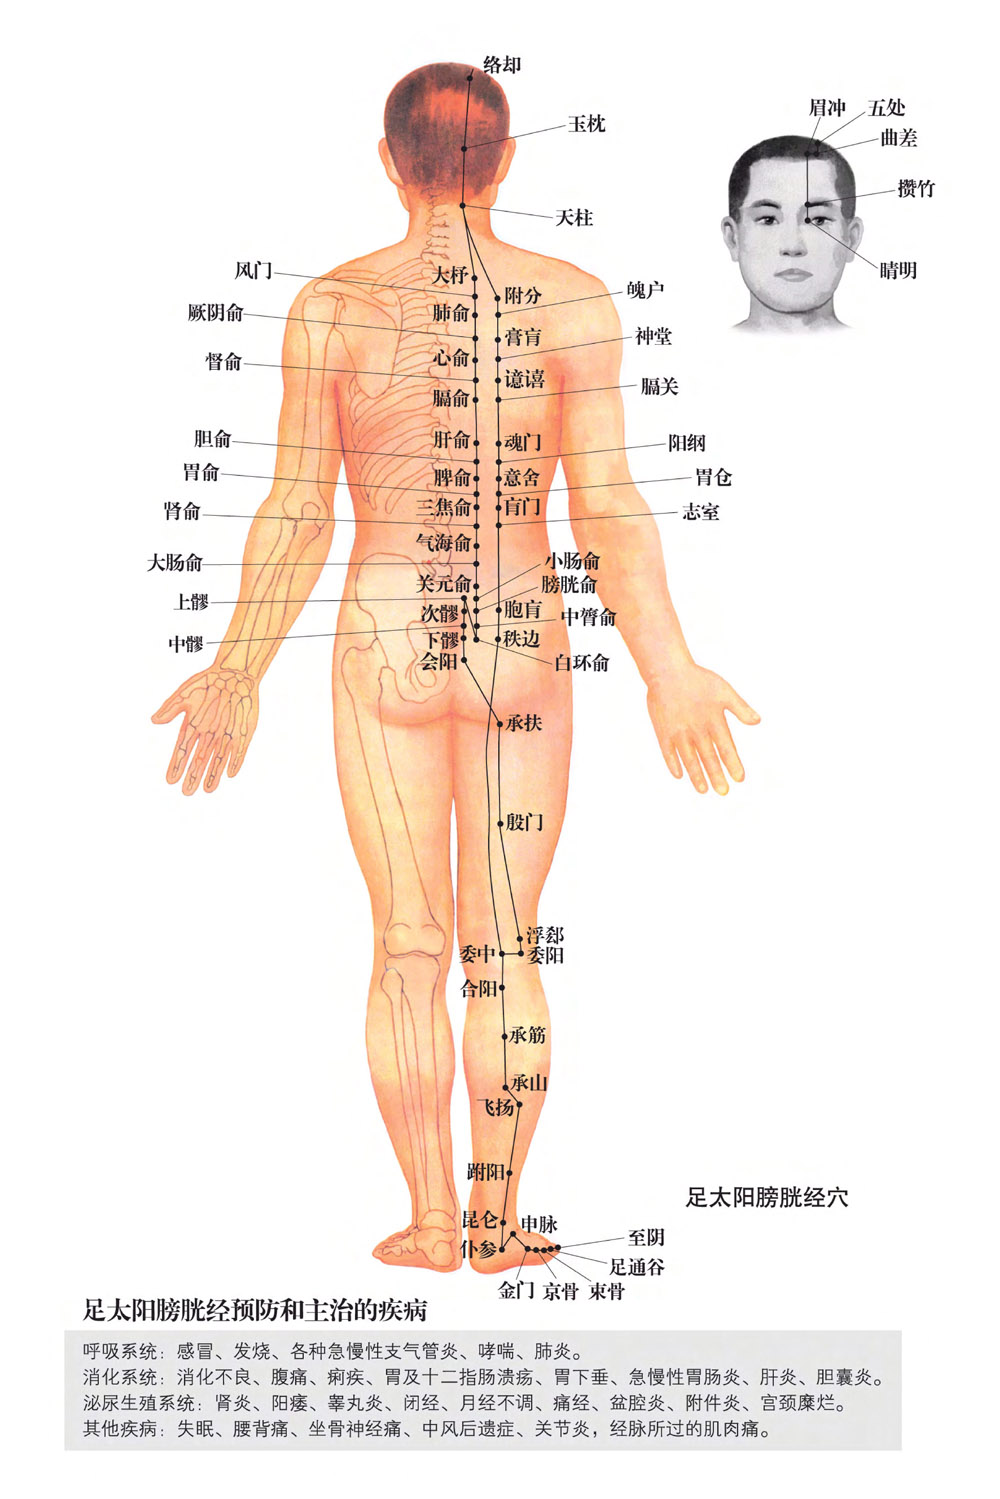 络却
玉枕
天柱
眉冲
五处
曲差
攒竹
睛明
风门
大杼
附分
魄户
厥阴俞
肺俞
膏肓
神堂
督俞
心俞
譩譆
膈关
膈俞
胆俞
肝俞
魂门
阳纲
胃俞
脾俞
意舍
胃仓
肾俞
三焦俞
肓门
志室
气海俞
大肠俞
小肠俞
关元俞
膀胱俞
上髎
次髎
胞肓
中膂俞
中髎
下髎
秩边
会阳
白环俞
承扶
殷门
浮郄
委中
委阳
合阳
承筋
承山
飞扬
跗阳
足太阳膀胱经穴
昆仑
申脉
仆参
至阴
足通谷
金门
京骨
束骨
足太阳膀胱经预防和主治的疾病
呼吸系统：感冒、发烧、各种急慢性支气管炎、哮喘、肺炎。
消化系统：消化不良、腹痛、痢疾、胃及十二指肠溃疡、胃下垂、急慢性胃肠炎、肝炎、胆囊炎。
泌尿生殖系统：肾炎、阳痿、睾丸炎、闭经、月经不调、痛经、盆腔炎、附件炎、宫颈糜烂。
其他疾病：失眠、腰背痛、坐骨神经痛、中风后遗症、关节炎，经脉所过的肌肉痛。